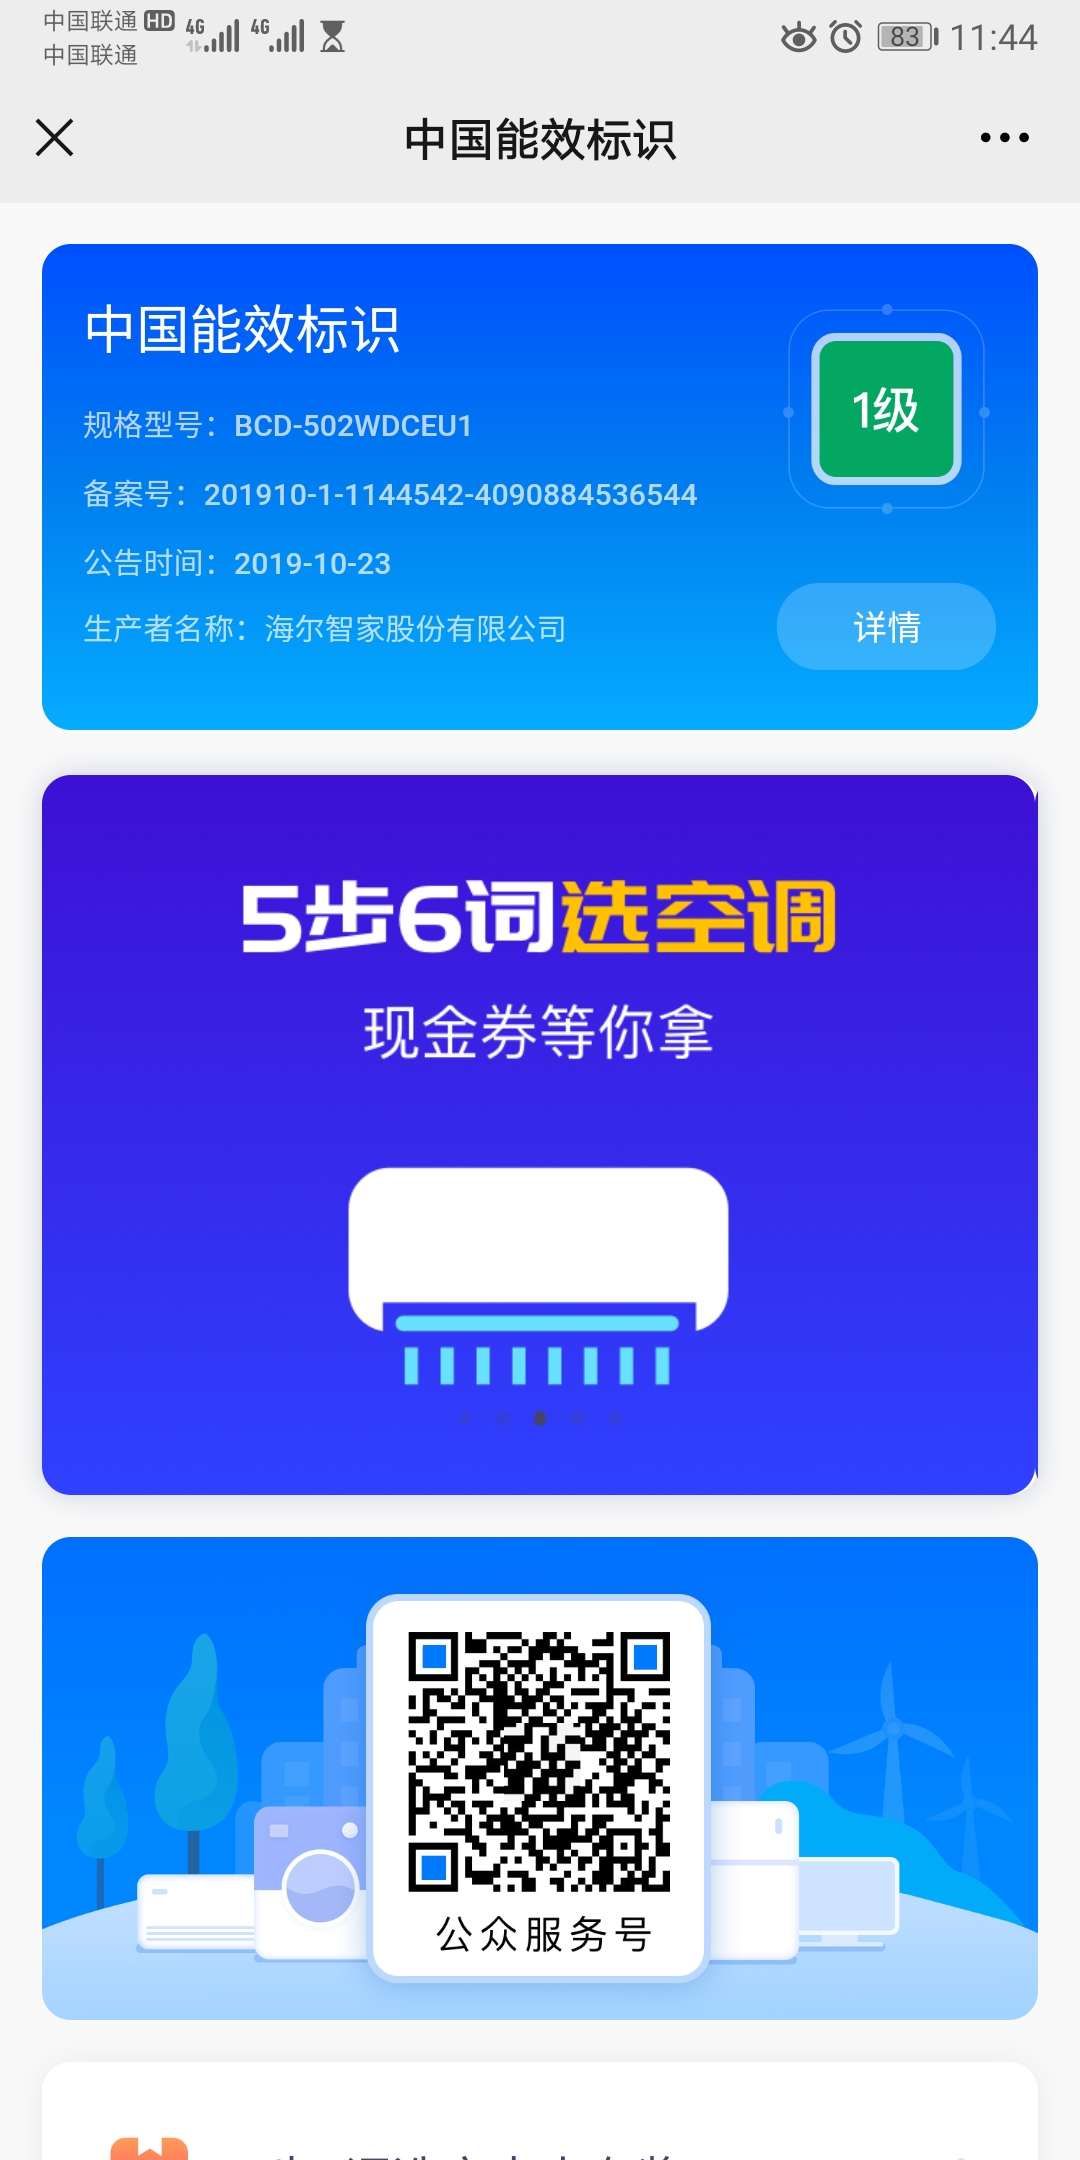 中国联通 HD 4G 4G 83 11:44
中国联通
中国能效标识
中国能效标识
1级
规格型号：BCD-502WDCEU1
备案号：201910-1-1144542-4090884536544
公告时间：2019-10-23
生产者名称：海尔智家股份有限公司
详情
5步6词选空调
现金券等你拿
公众服务号